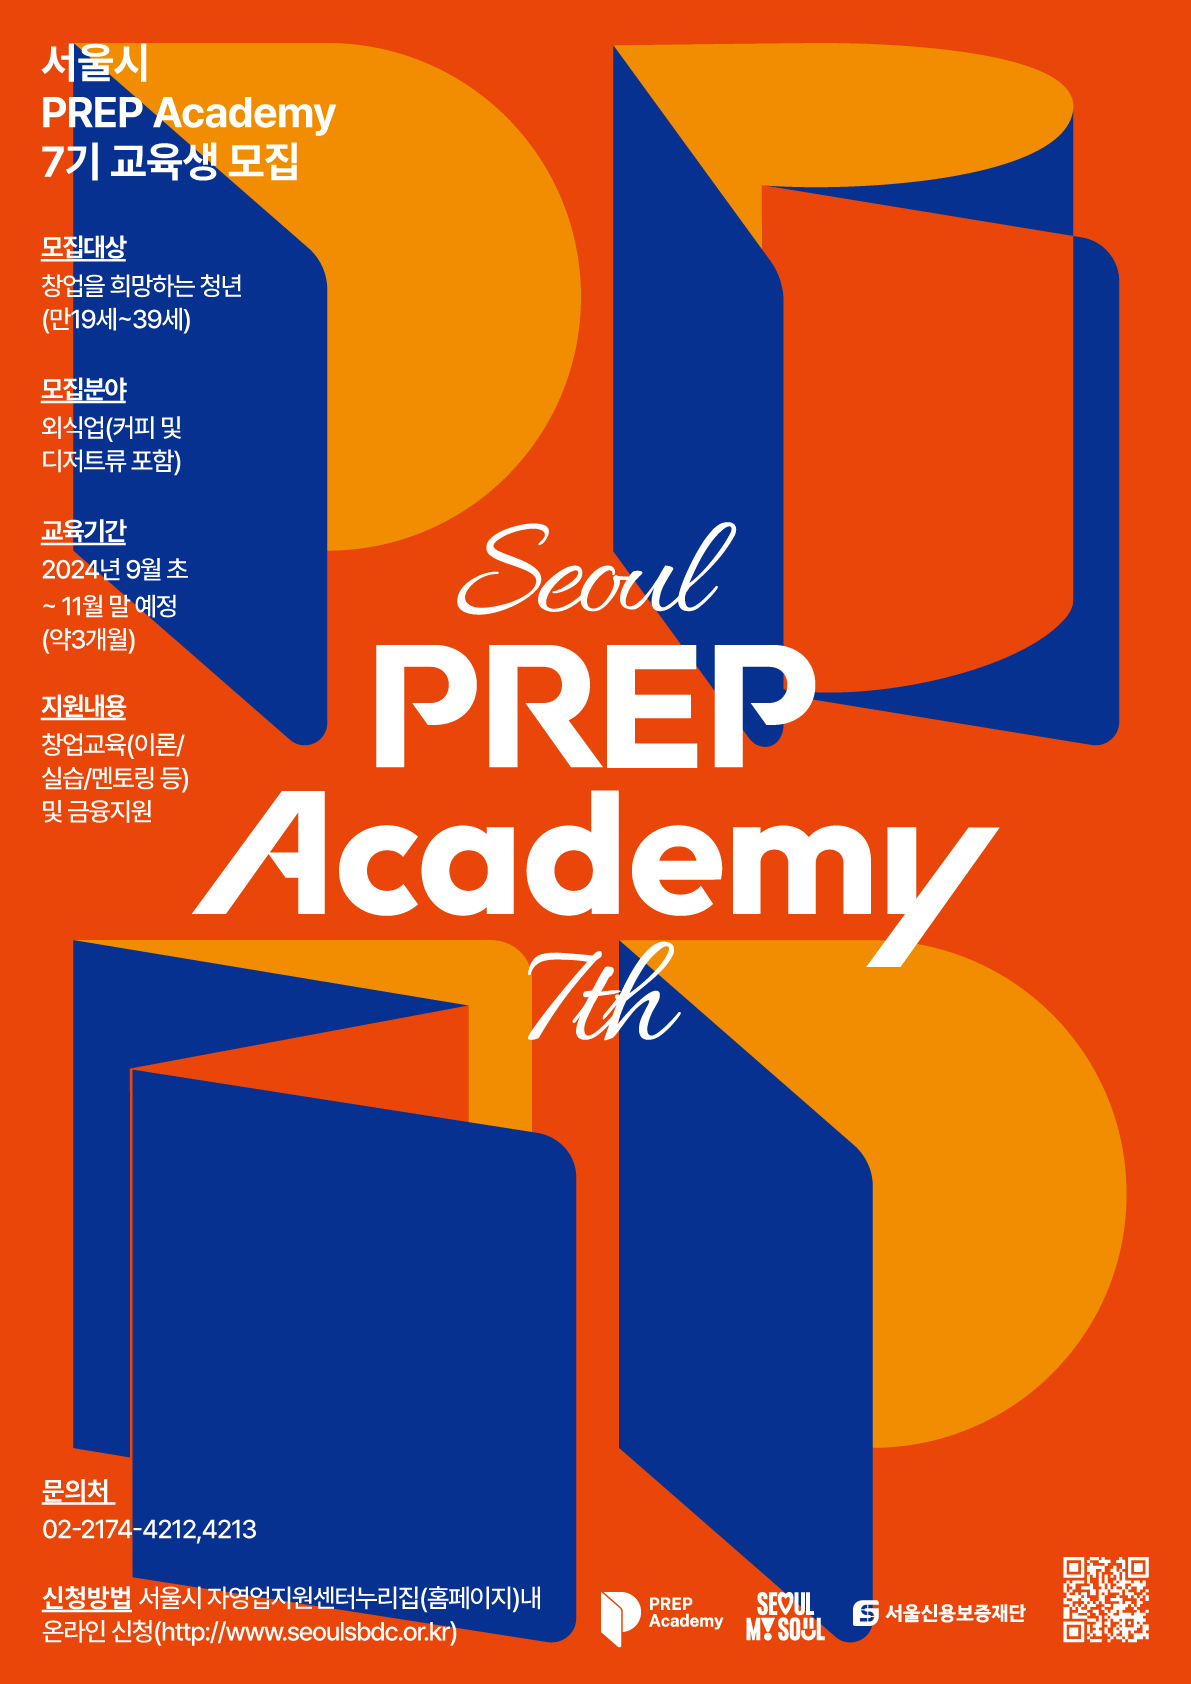 서울시
PREP Academy
7기 교육생 모집
모집대상
창업을 희망하는 청년
(만19세~39세)
모집분야
외식업(커피 및
디저트류 포함)
교육기간
2024년 9월 초
~ 11월 말 예정
(약3개월)
지원내용
창업교육(이론/
실습/멘토링 등)
및 금융지원
Seoul
PREP
Academy
7th
문의처
02-2174-4212,4213
신청방법 서울시 자영업지원센터누리집(홈페이지)내
온라인 신청(http://www.seoulsbdc.or.kr)
PREP
Academy
SEOUL
MY SOUL
서울신용보증재단